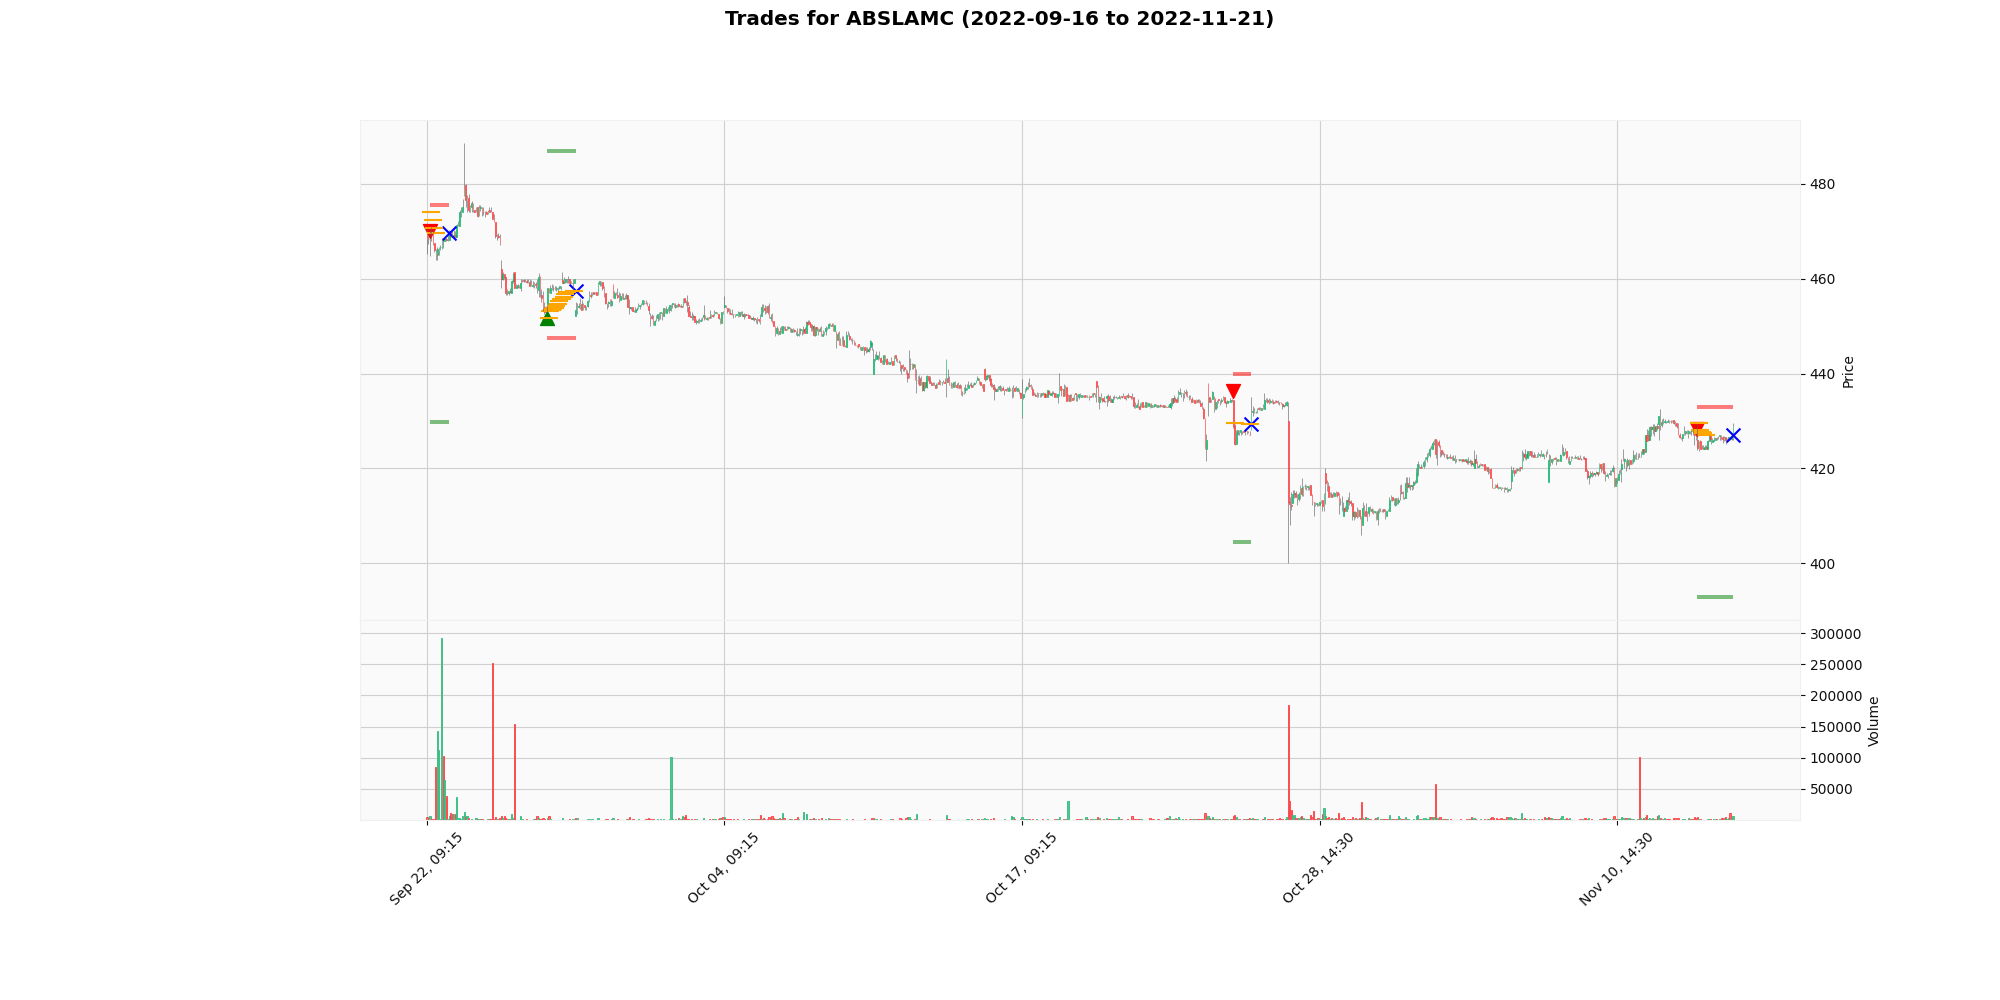 Trades for ABSLAMC (2022-09-16 to 2022-11-21)
480
460
440
420
400
Price
300000
250000
200000
150000
100000
50000
Volume
Sep 22, 09:15
Oct 04, 09:15
Oct 17, 09:15
Oct 28, 14:30
Nov 10, 14:30